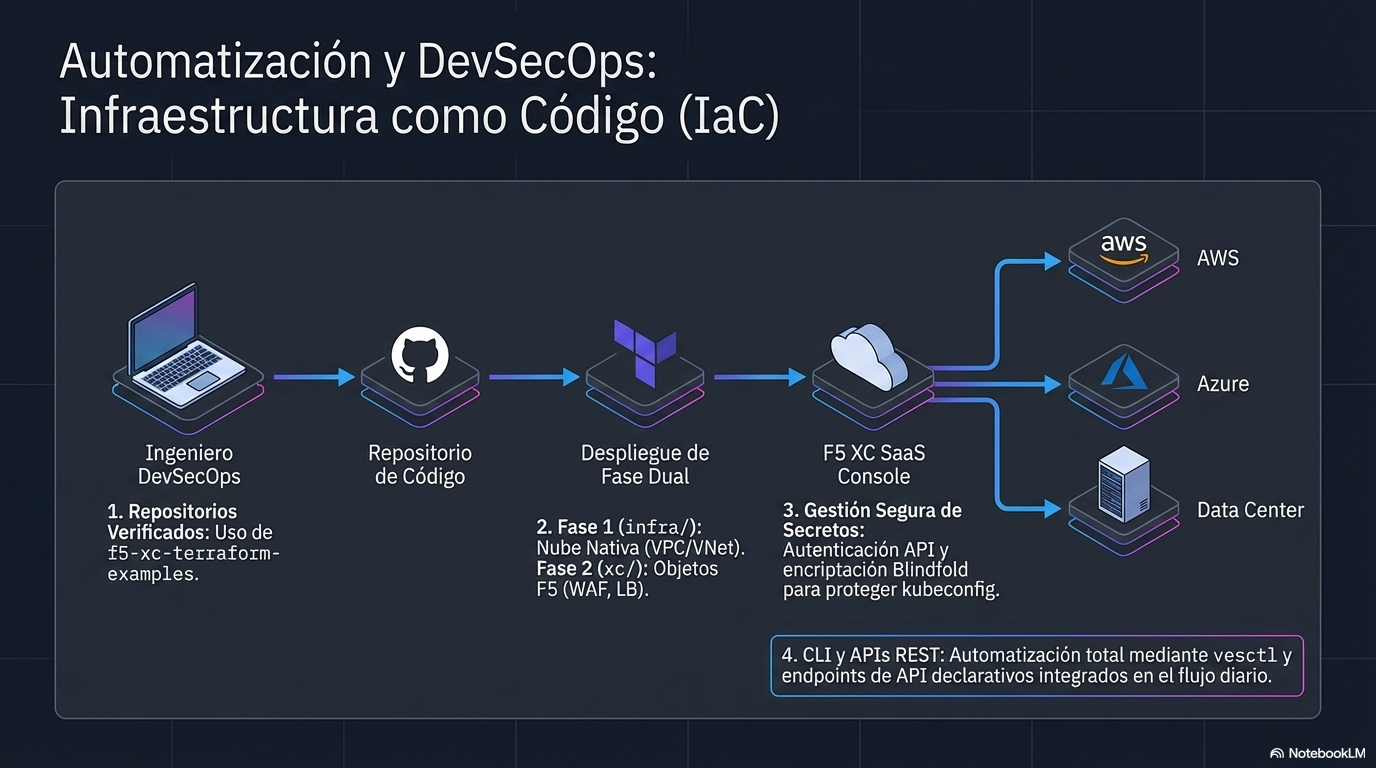 Automatización y DevSecOps:
Infraestructura como Código (IaC)
Ingeniero
DevSecOps
1. Repositorios
Verificados: Uso de
f5-xc-terraform-
examples.
Repositorio
de Código
Despliegue de
Fase Dual
2. Fase 1 (infra/):
Nube Nativa (VPC/VNet).
Fase 2 (xc/): Objetos
F5 (WAF, LB).
F5 XC SaaS
Console
3. Gestión Segura de
Secretos:
Autenticación API y
encriptación Blindfold
para proteger kubeconfig.
aws
AWS
Azure
Data Center
4. CLI y APIs REST: Automatización total mediante vesctl y
endpoints de API declarativos integrados en el flujo diario.
NotebookLM